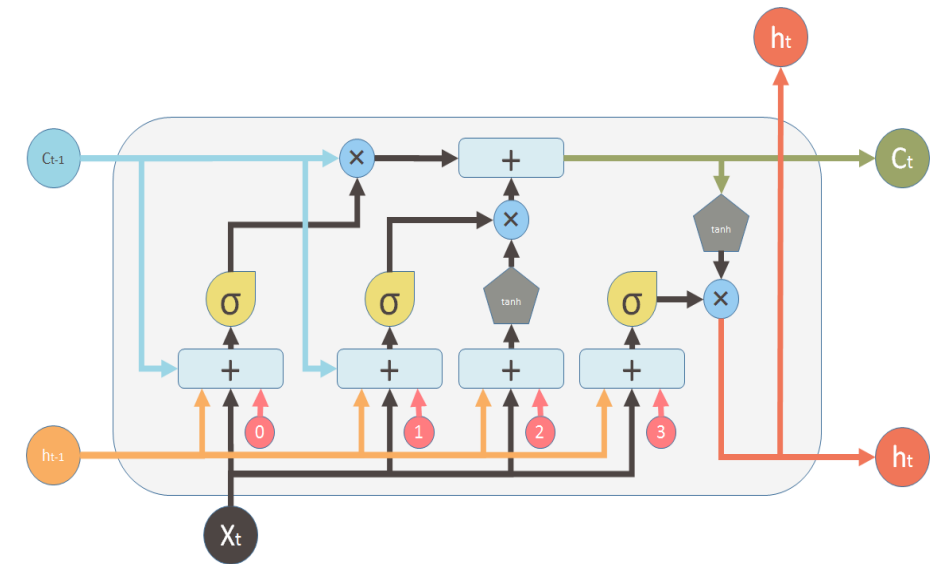 ht
Ct-1
×
+
Ct
×
tanh
σ
σ
tanh
σ
×
+
+
+
+
0
1
2
3
ht-1
ht
Xt